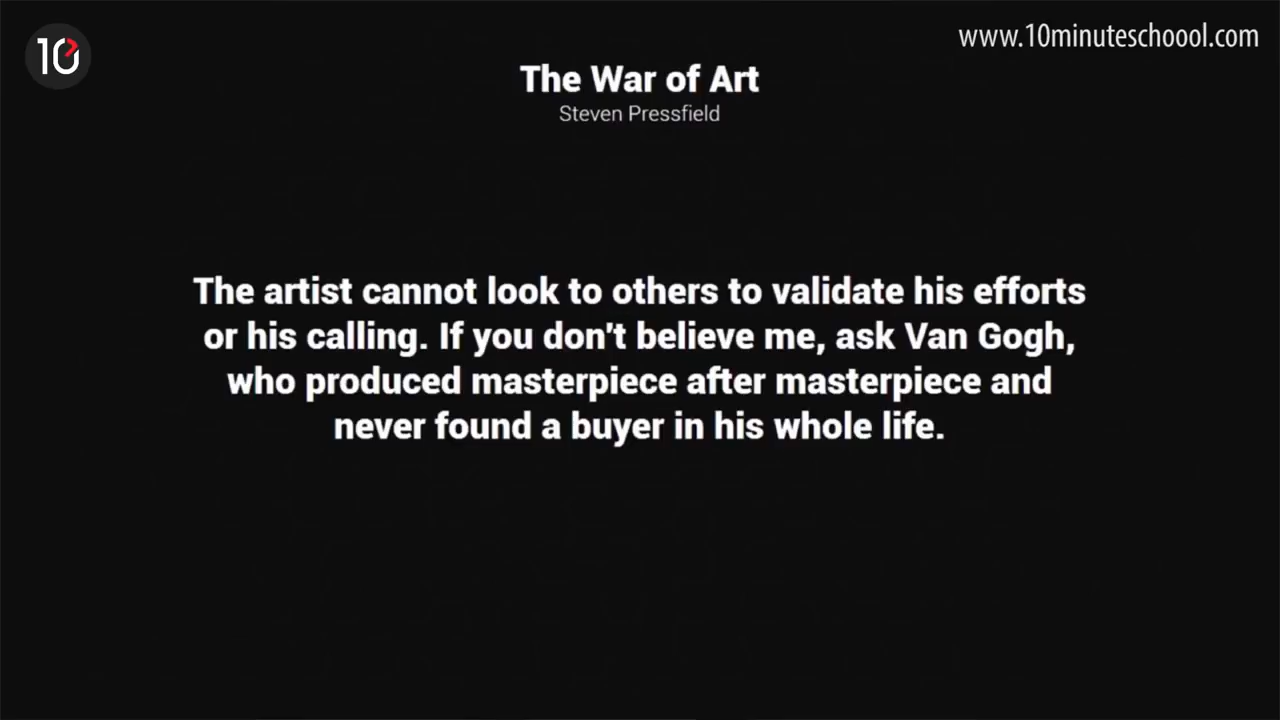 10
www.10minuteschoool.com
The War of Art
Steven Pressfield
The artist cannot look to others to validate his efforts
or his calling. If you don't believe me, ask Van Gogh,
who produced masterpiece after masterpiece and
never found a buyer in his whole life.